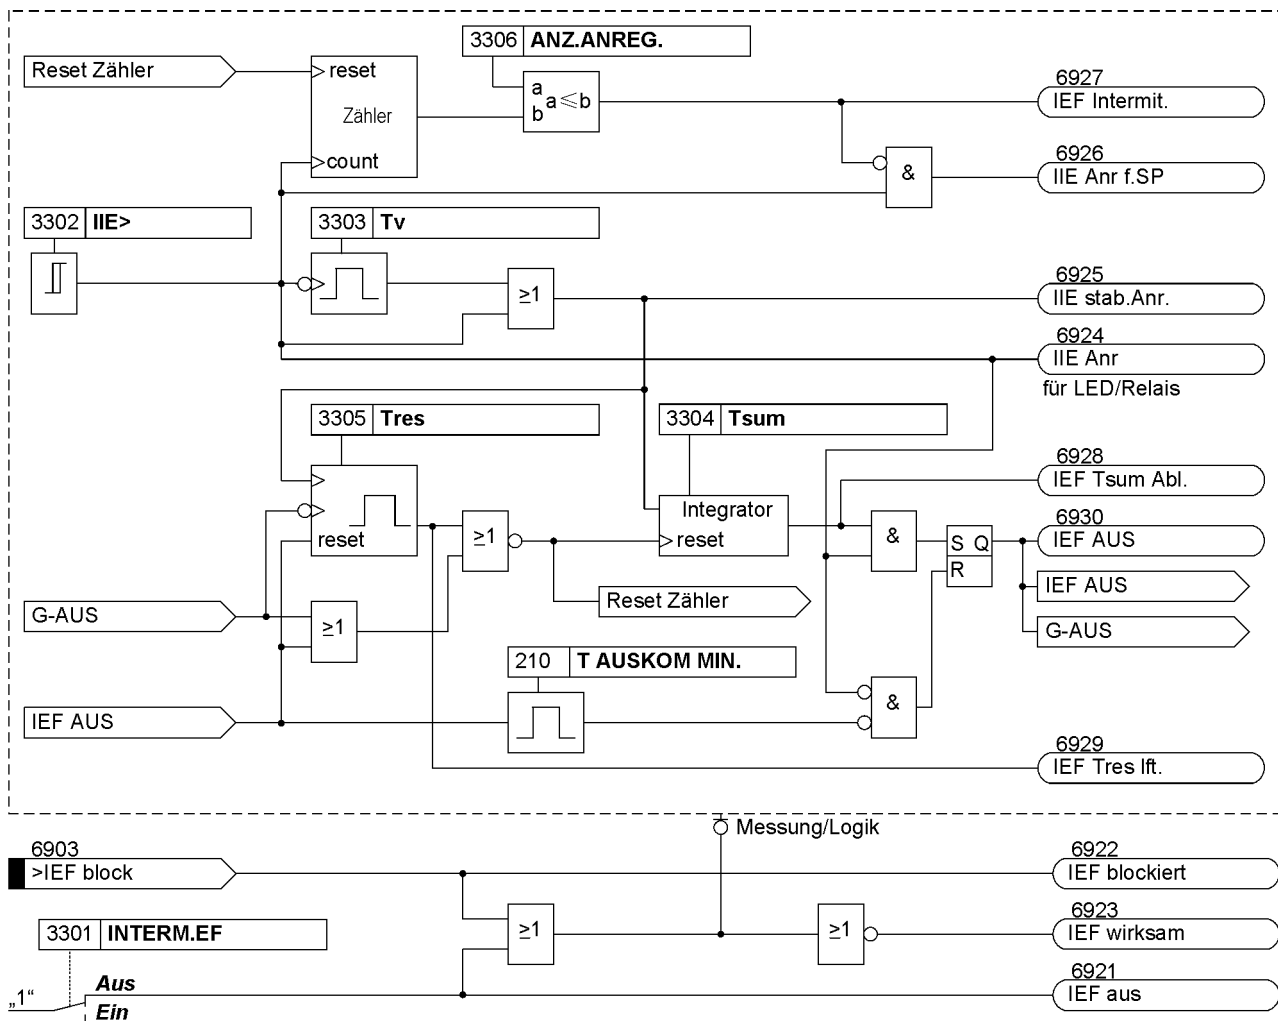 3306 ANZ.ANREG.
Reset Zähler
reset
Zähler
count
a
b
a≤b
6927
IEF Intermit.
&
6926
IIE Anr f.SP
3302 IIE>
3303 Tv
≥1
6925
IIE stab.Anr.
6924
IIE Anr
für LED/Relais
3305 Tres
3304 Tsum
reset
≥1
Integrator
reset
6928
IEF Tsum Abl.
&
S Q
R
6930
IEF AUS
IEF AUS
G-AUS
Reset Zähler
G-AUS
≥1
210 T AUSKOM MIN.
IEF AUS
&
6929
IEF Tres lft.
Messung/Logik
6903
>IEF block
6922
IEF blockiert
3301 INTERM.EF
≥1
≥1
6923
IEF wirksam
„1“
Aus
Ein
6921
IEF aus